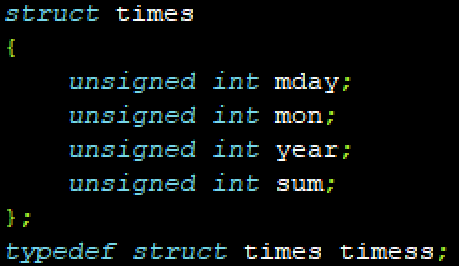 struct times
{
    unsigned int mday;
    unsigned int mon;
    unsigned int year;
    unsigned int sum;
};
typedef struct times timess;